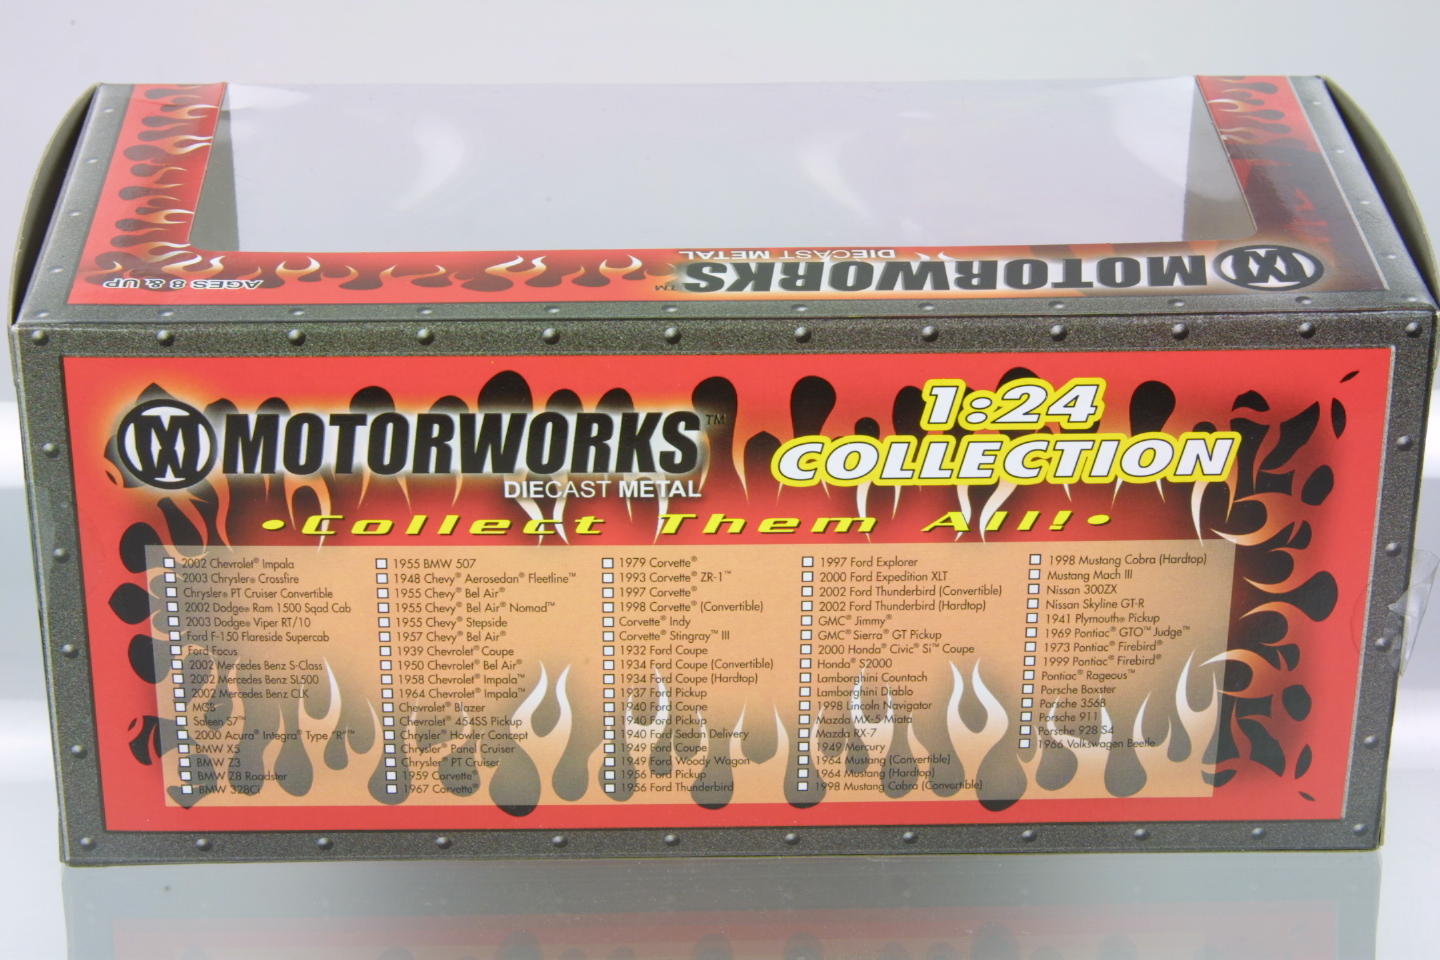 AGES 8 & UP
DIECAST METAL
MOTORWORKS™
MOTORWORKS™
DIECAST METAL
1:24
COLLECTION
•Collect Them All!•
2002 Chevrolet® Impala
2003 Chrysler® Crossfire
Chrysler® PT Cruiser Convertible
2002 Dodge® Ram 1500 Sqad Cab
2003 Dodge® Viper RT/10
Ford F-150 Flareside Supercab
Ford Focus
2002 Mercedes Benz S-Class
2002 Mercedes Benz SL500
2002 Mercedes Benz CLK
MGB
Saleen S7™
2000 Acura® Integra® Type "R"™
BMW X5
BMW Z3
BMW Z8 Roadster
BMW 328Ci
1955 BMW 507
1948 Chevy® Aerosedan® Fleetline™
1955 Chevy® Bel Air®
1955 Chevy® Bel Air® Nomad™
1955 Chevy® Stepside
1957 Chevy® Bel Air®
1939 Chevrolet® Coupe
1950 Chevrolet® Bel Air®
1958 Chevrolet® Impala™
1964 Chevrolet® Impala™
Chevrolet® Blazer
Chevrolet® 454SS Pickup
Chrysler® Howler Concept
Chrysler® Panel Cruiser
Chrysler® PT Cruiser
1959 Corvette®
1967 Corvette®
1979 Corvette®
1993 Corvette® ZR-1™
1997 Corvette®
1998 Corvette® (Convertible)
Corvette® Indy
Corvette® Stingray™ III
1932 Ford Coupe
1934 Ford Coupe (Convertible)
1934 Ford Coupe (Hardtop)
1937 Ford Pickup
1940 Ford Coupe
1940 Ford Pickup
1940 Ford Sedan Delivery
1949 Ford Coupe
1949 Ford Woody Wagon
1956 Ford Pickup
1956 Ford Thunderbird
1997 Ford Explorer
2000 Ford Expedition XLT
2002 Ford Thunderbird (Convertible)
2002 Ford Thunderbird (Hardtop)
GMC® Jimmy®
GMC® Sierra® GT Pickup
2000 Honda® Civic® Si™ Coupe
Honda® S2000
Lamborghini Countach
Lamborghini Diablo
1998 Lincoln Navigator
Mazda MX-5 Miata
Mazda RX-7
1949 Mercury
1964 Mustang (Convertible)
1964 Mustang (Hardtop)
1998 Mustang Cobra (Convertible)
1998 Mustang Cobra (Hardtop)
Mustang Mach III
Nissan 300ZX
Nissan Skyline GT-R
1941 Plymouth® Pickup
1969 Pontiac® GTO™ Judge™
1973 Pontiac® Firebird®
1999 Pontiac® Firebird®
Pontiac® Rageous™
Porsche Boxster
Porsche 356B
Porsche 911
Porsche 928 S4
1966 Volkswagen Beetle